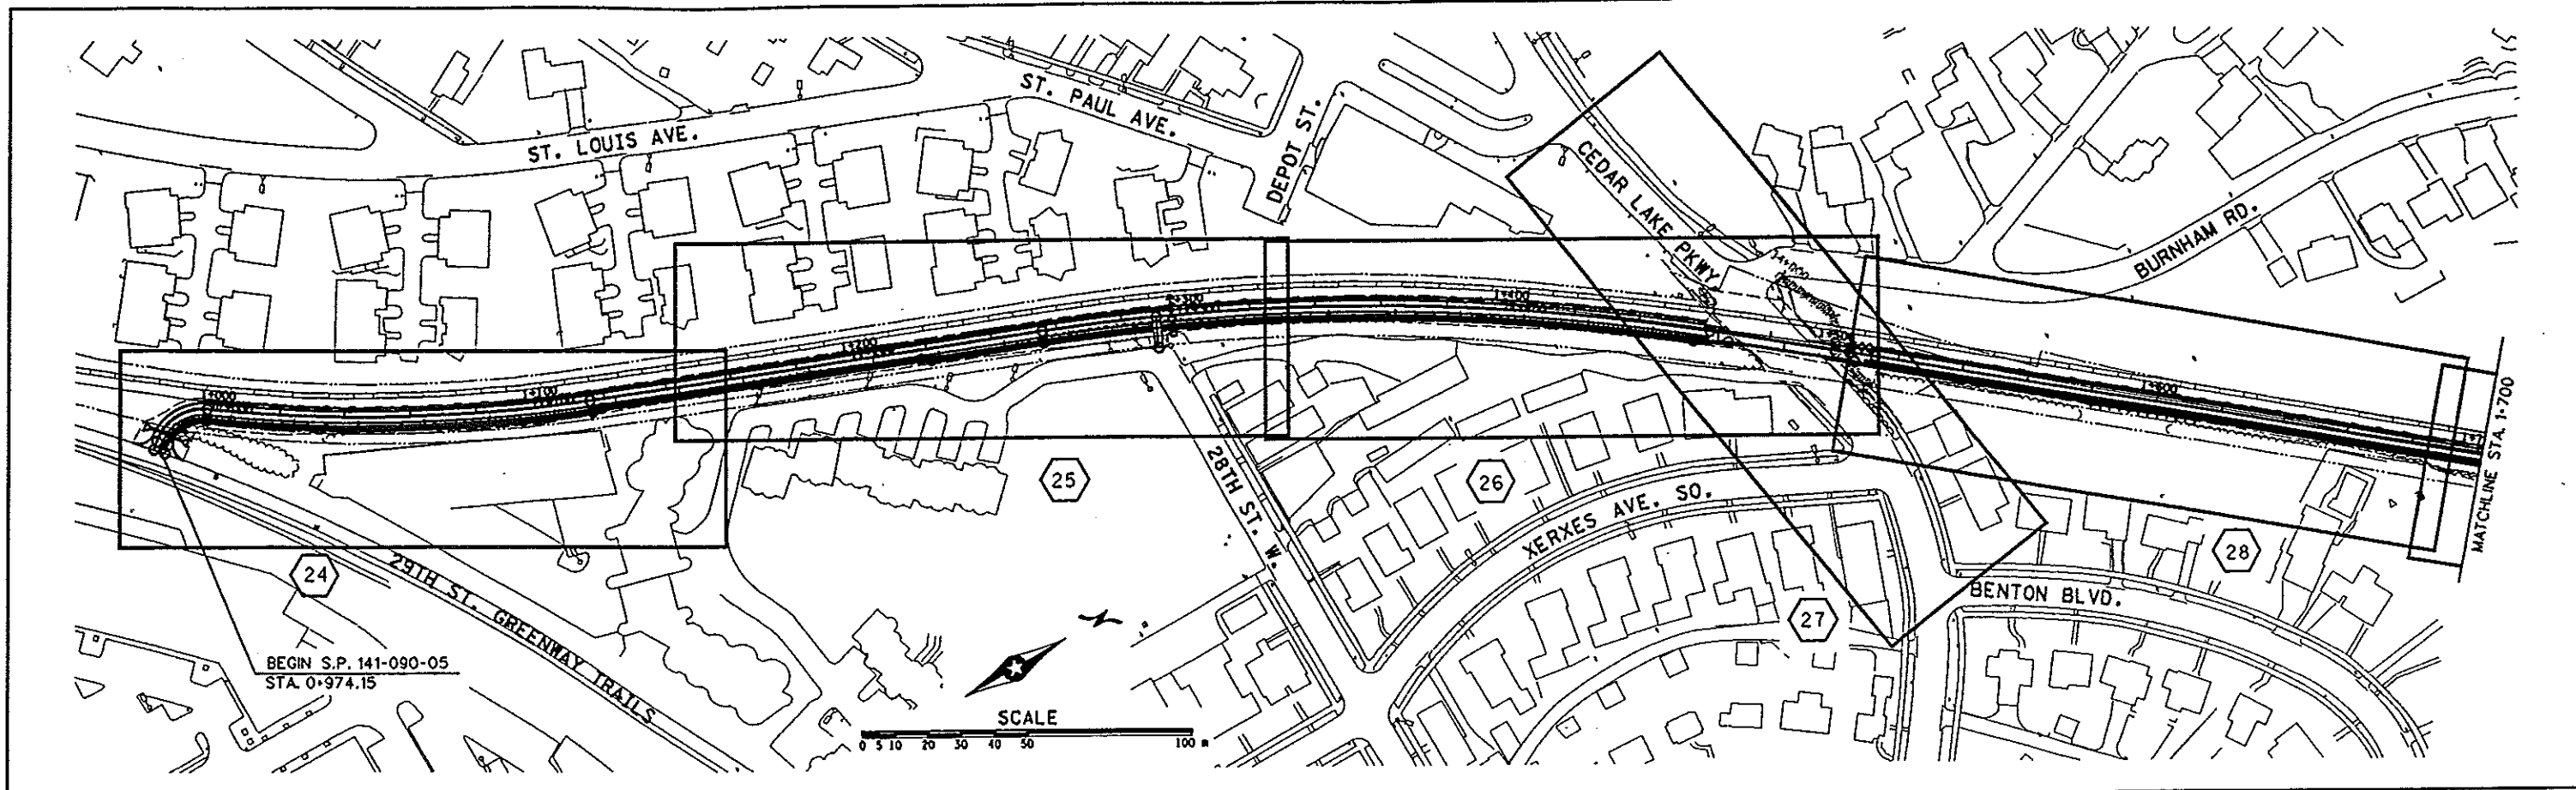 ST. PAUL AVE.
ST. LOUIS AVE.
DEPOT ST.
CEDAR LAKE PKWY.
BURNHAM RD.
1+000
1+100
1+200
1+300
1+400
1+600
28TH ST. W.
XERXES AVE. SO.
BENTON BLVD.
29TH ST. GREENWAY TRAILS
24
25
26
27
28
MATCHLINE STA. 1+700
BEGIN S.P. 141-090-05
STA. 0+974.15
N
SCALE
0 5 10 20 30 40 50 100 m